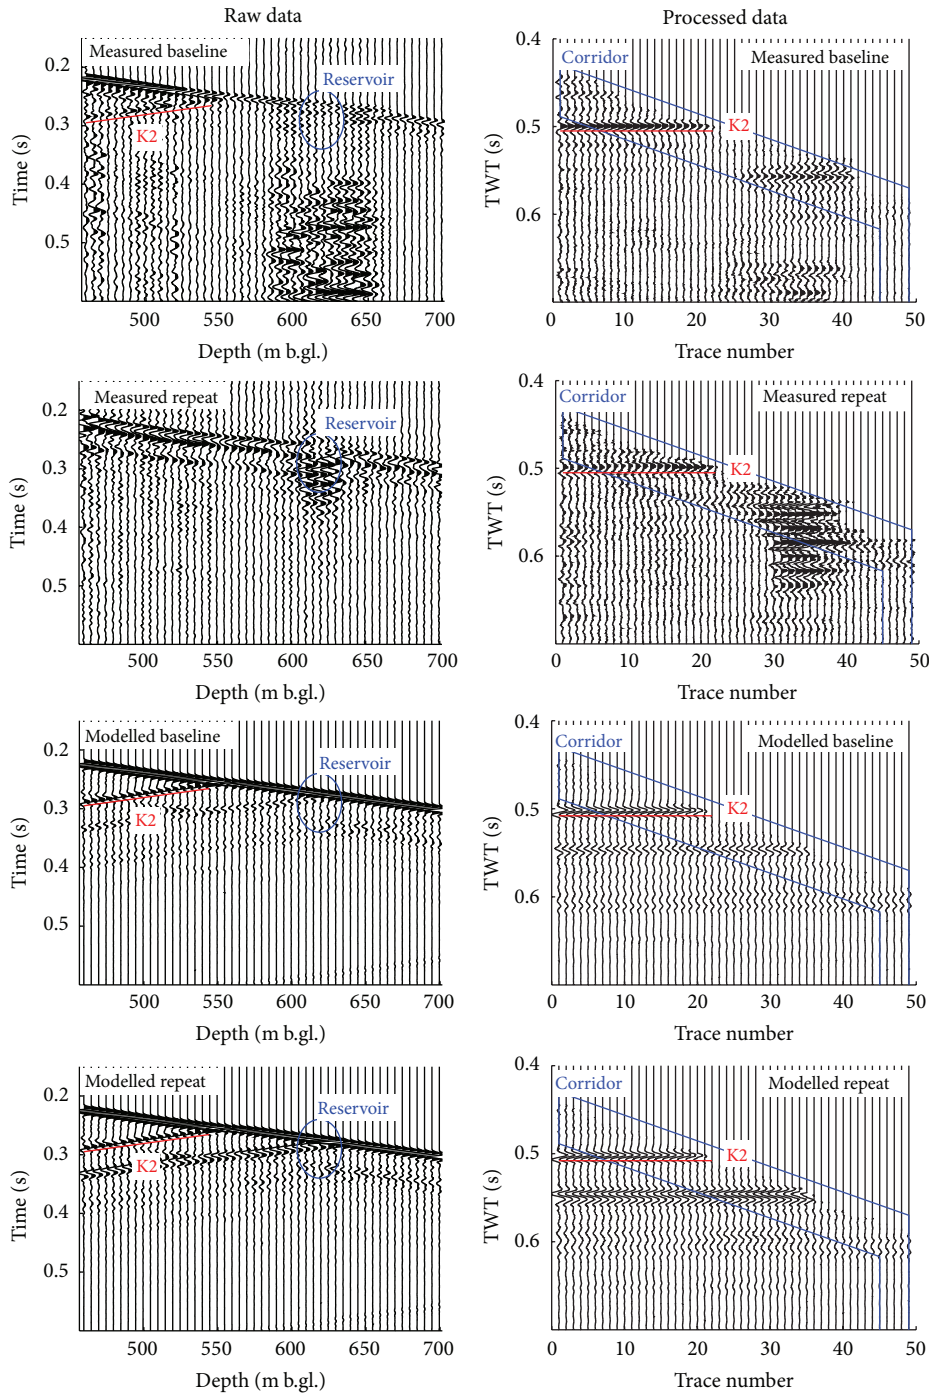 Raw data
Processed data
Measured baseline
Reservoir
K2
0.2
0.3
0.4
0.5
Time (s)
500 550 600 650 700
Depth (m b.gl.)
Corridor
Measured baseline
K2
0.4
0.5
0.6
TWT (s)
0 10 20 30 40 50
Trace number
Measured repeat
Reservoir
0.2
0.3
0.4
0.5
Time (s)
500 550 600 650 700
Depth (m b.gl.)
Corridor
Measured repeat
K2
0.4
0.5
0.6
TWT (s)
0 10 20 30 40 50
Trace number
Modelled baseline
Reservoir
K2
0.2
0.3
0.4
0.5
Time (s)
500 550 600 650 700
Depth (m b.gl.)
Corridor
Modelled baseline
K2
0.4
0.5
0.6
TWT (s)
0 10 20 30 40 50
Trace number
Modelled repeat
Reservoir
K2
0.2
0.3
0.4
0.5
Time (s)
500 550 600 650 700
Depth (m b.gl.)
Corridor
Modelled repeat
K2
0.4
0.5
0.6
TWT (s)
0 10 20 30 40 50
Trace number